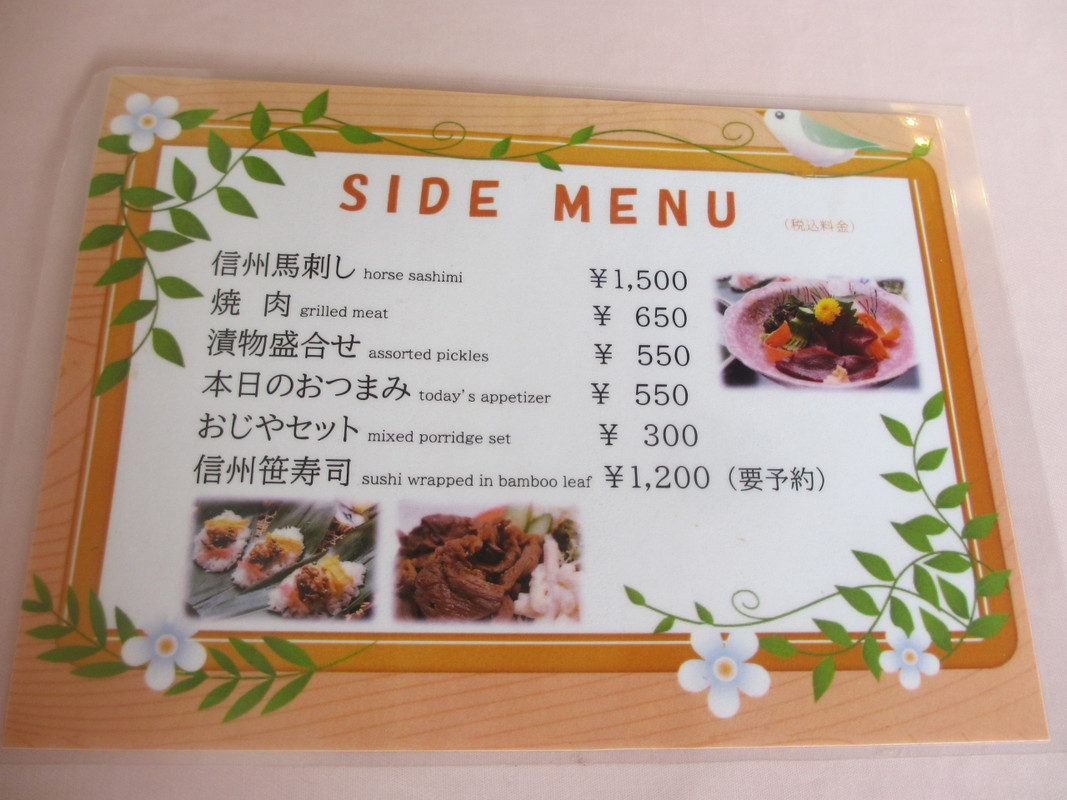 SIDE MENU (税込料金)
信州馬刺し horse sashimi ¥1,500
焼 肉 grilled meat ¥ 650
漬物盛合せ assorted pickles ¥ 550
本日のおつまみ today's appetizer ¥ 550
おじやセット mixed porridge set ¥ 300
信州笹寿司 sushi wrapped in bamboo leaf ¥1,200 (要予約)